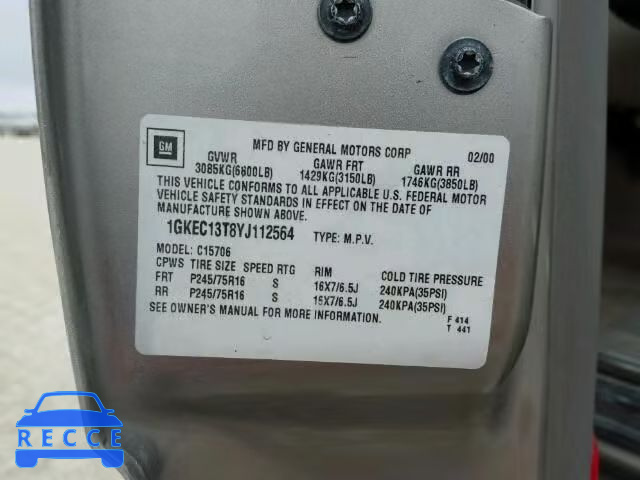 GM
MFD BY GENERAL MOTORS CORP 02/00
GVWR GAWR FRT GAWR RR
3085KG(6800LB) 1429KG(3150LB) 1746KG(3850LB)
THIS VEHICLE CONFORMS TO ALL APPLICABLE U.S. FEDERAL MOTOR
VEHICLE SAFETY STANDARDS IN EFFECT ON THE DATE OF
MANUFACTURE SHOWN ABOVE.
1GKEC13T8YJ112564 TYPE: M.P.V.
MODEL: C15706
CPWS TIRE SIZE SPEED RTG RIM COLD TIRE PRESSURE
FRT P245/75R16 S 16X7/6.5J 240KPA(35PSI)
RR P245/75R16 S 16X7/6.5J 240KPA(35PSI)
SEE OWNER'S MANUAL FOR MORE INFORMATION.
F 414
T 441
RECCE